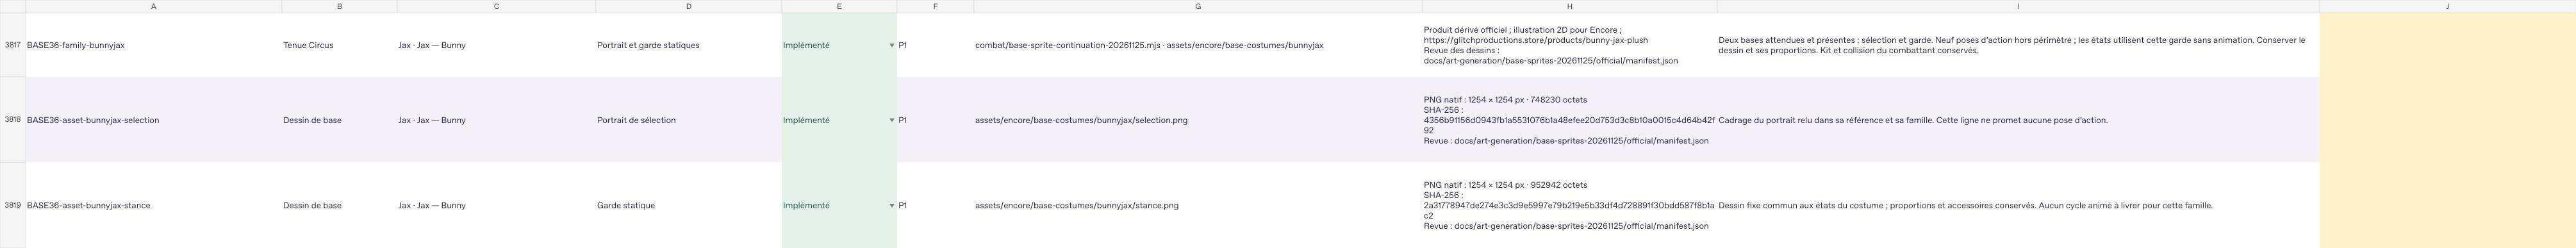 A B C D E F G H I J
3817 BASE36-family-bunnyjax Tenue Circus Jax · Jax — Bunny Portrait et garde statiques Implémenté P1 combat/base-sprite-continuation-20261125.mjs · assets/encore/base-costumes/bunnyjax
Produit dérivé officiel ; illustration 2D pour Encore ;
https://glitchproductions.store/products/bunny-jax-plush
Revue des dessins :
docs/art-generation/base-sprites-20261125/official/manifest.json
Deux bases attendues et présentes : sélection et garde. Neuf poses d'action hors périmètre ; les états utilisent cette garde sans animation. Conserver le
dessin et ses proportions. Kit et collision du combattant conservés.
3818 BASE36-asset-bunnyjax-selection Dessin de base Jax · Jax — Bunny Portrait de sélection Implémenté P1 assets/encore/base-costumes/bunnyjax/selection.png
PNG natif : 1254 × 1254 px · 748230 octets
SHA-256 :
4356b91156d0943fb1a5531076b1a48efee20d753d3c8b10a0015c4d64b42f
92
Revue : docs/art-generation/base-sprites-20261125/official/manifest.json
Cadrage du portrait relu dans sa référence et sa famille. Cette ligne ne promet aucune pose d'action.
3819 BASE36-asset-bunnyjax-stance Dessin de base Jax · Jax — Bunny Garde statique Implémenté P1 assets/encore/base-costumes/bunnyjax/stance.png
PNG natif : 1254 × 1254 px · 952942 octets
SHA-256 :
2a31778947de274e3c3d9e5997e79b219e5b33df4d728891f30bdd587f8b1a
c2
Revue : docs/art-generation/base-sprites-20261125/official/manifest.json
Dessin fixe commun aux états du costume ; proportions et accessoires conservés. Aucun cycle animé à livrer pour cette famille.